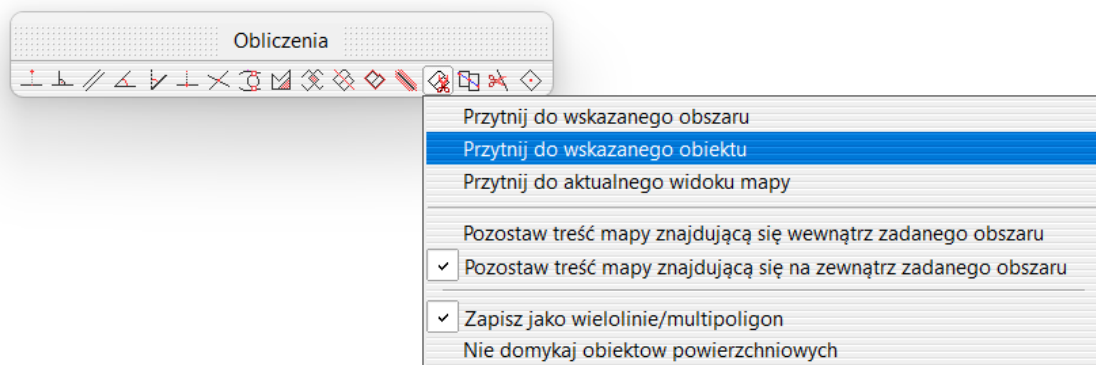 Obliczenia
Przytnij do wskazanego obszaru
Przytnij do wskazanego obiektu
Przytnij do aktualnego widoku mapy
Pozostaw treść mapy znajdującą się wewnątrz zadanego obszaru
Pozostaw treść mapy znajdującą się na zewnątrz zadanego obszaru
Zapisz jako wielolinie/multipoligon
Nie domykaj obiektow powierzchniowych